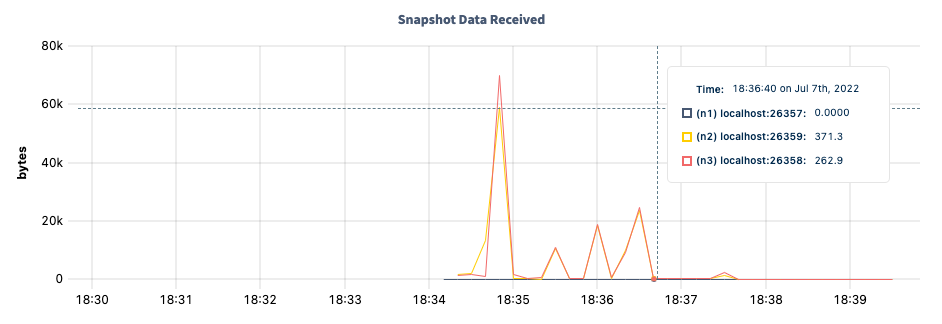 Snapshot Data Received
80k
60k
40k
20k
0
bytes
Time: 18:36:40 on Jul 7th, 2022
(n1) localhost:26357: 0.0000
(n2) localhost:26359: 371.3
(n3) localhost:26358: 262.9
18:30 18:31 18:32 18:33 18:34 18:35 18:36 18:37 18:38 18:39